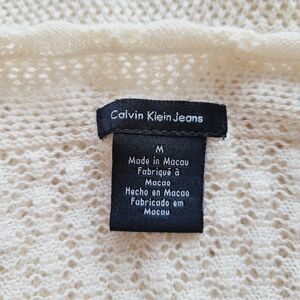 Calvin Klein Jeans
M
Made in Macau
Fabriqué à
Macao
Hecho en Macao
Fabricado em
Macau